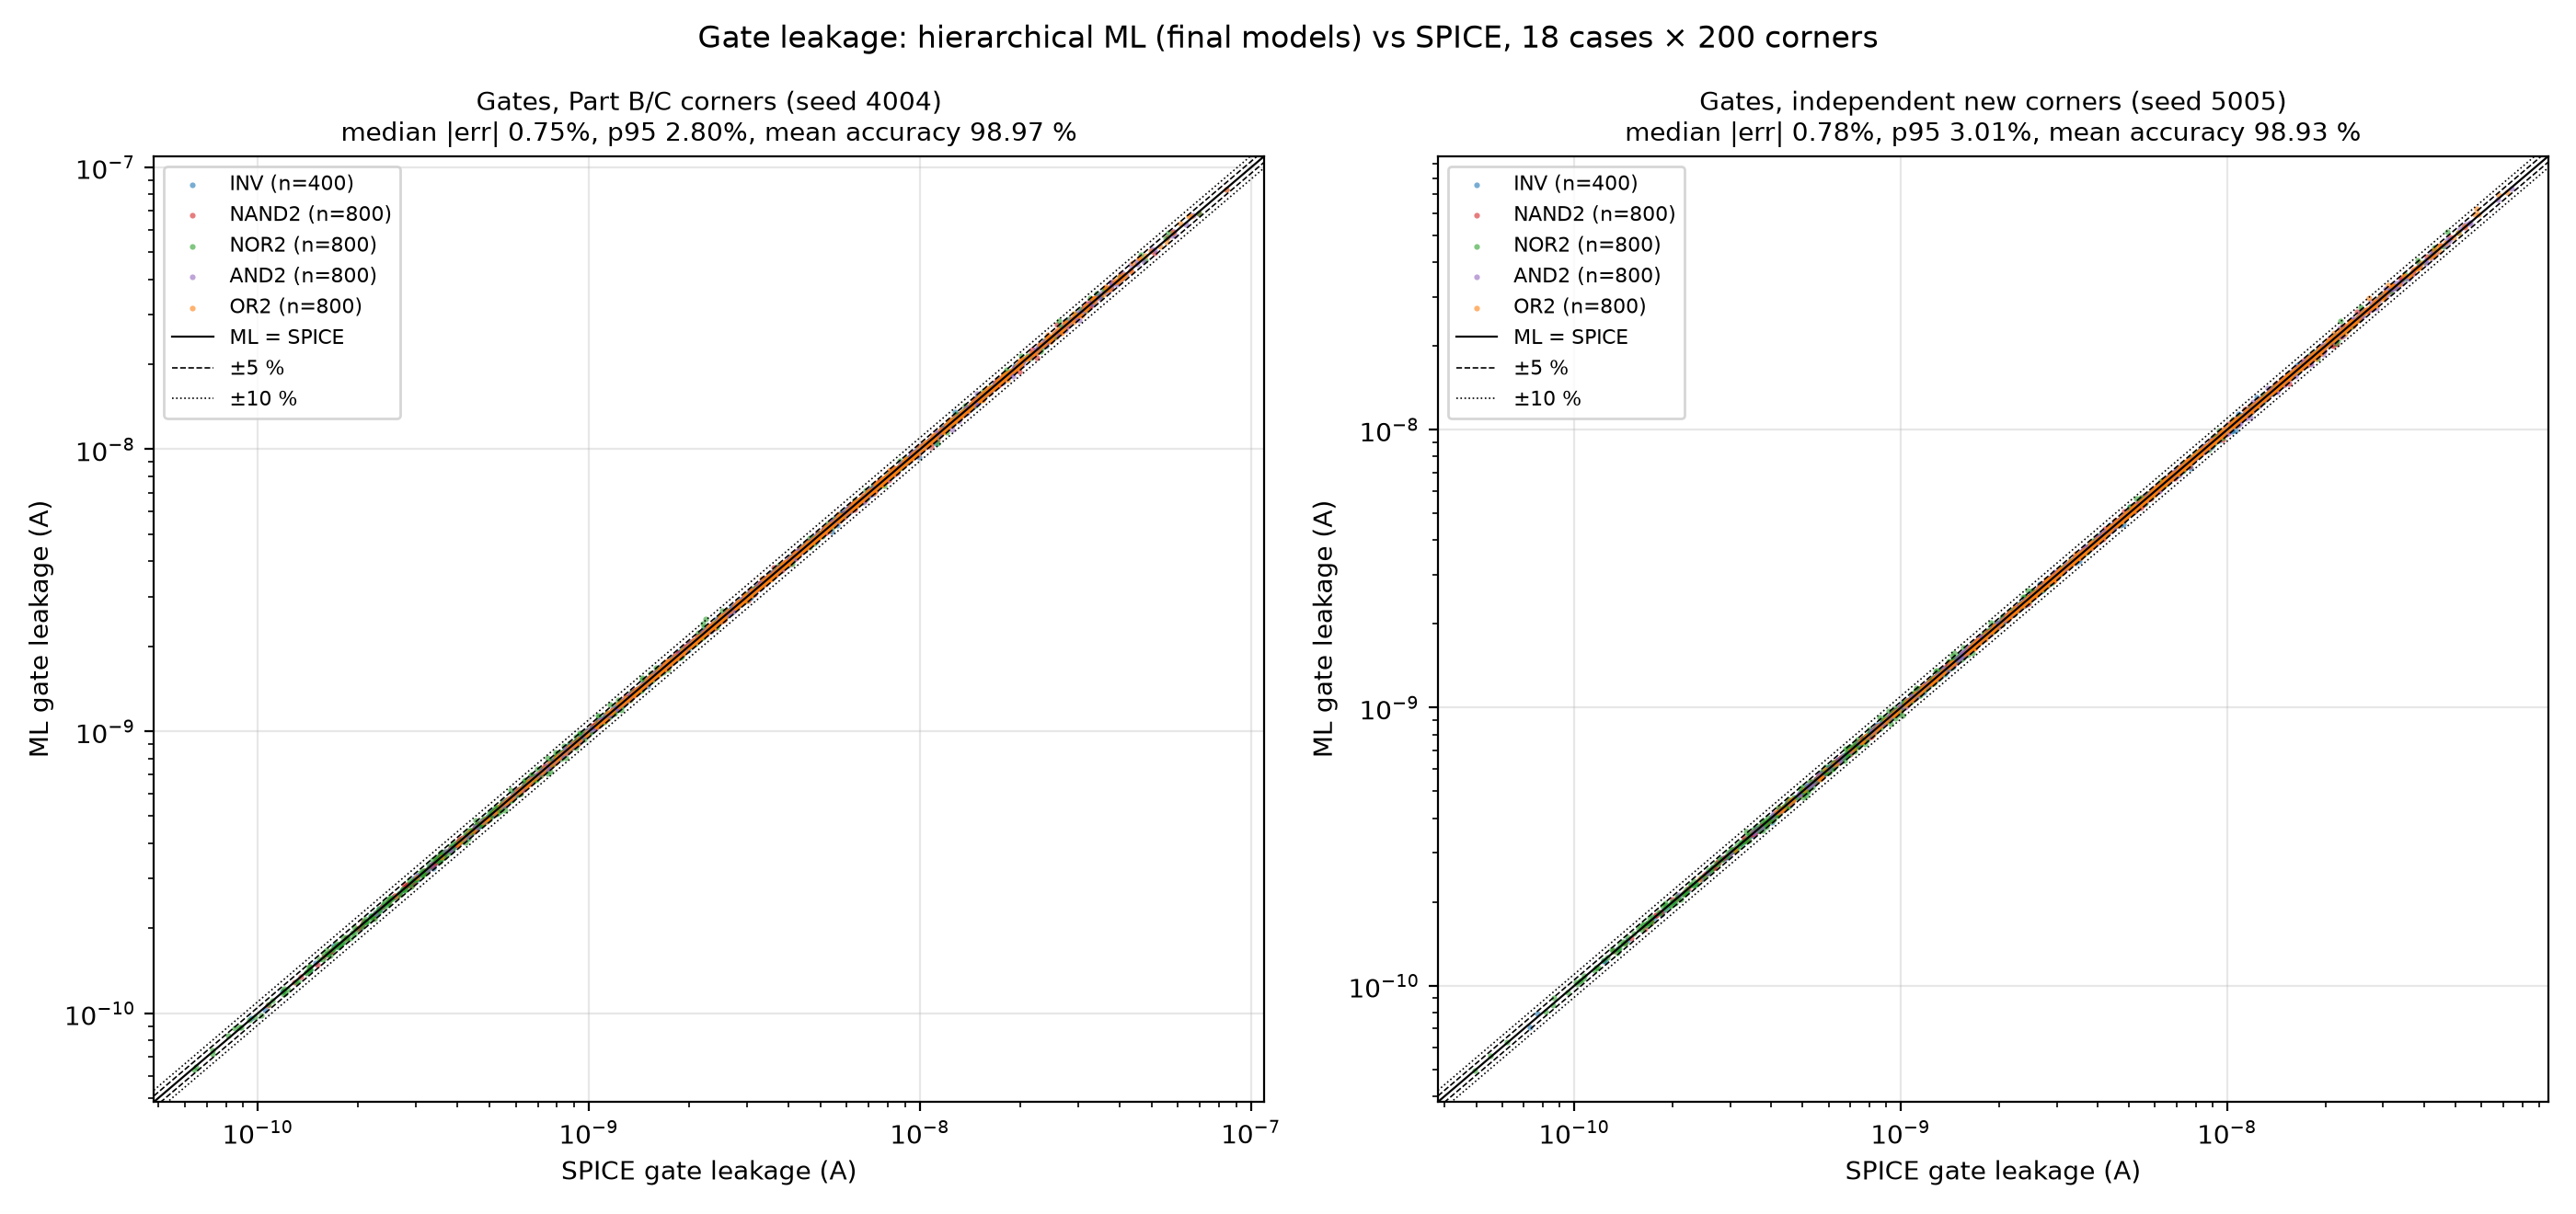 Gate leakage: hierarchical ML (final models) vs SPICE, 18 cases × 200 corners
Gates, Part B/C corners (seed 4004)
median |err| 0.75%, p95 2.80%, mean accuracy 98.97 %
INV (n=400)
NAND2 (n=800)
NOR2 (n=800)
AND2 (n=800)
OR2 (n=800)
ML = SPICE
±5 %
±10 %
10⁻⁷
10⁻⁸
10⁻⁹
10⁻¹⁰
ML gate leakage (A)
10⁻¹⁰
10⁻⁹
10⁻⁸
10⁻⁷
SPICE gate leakage (A)
Gates, independent new corners (seed 5005)
median |err| 0.78%, p95 3.01%, mean accuracy 98.93 %
INV (n=400)
NAND2 (n=800)
NOR2 (n=800)
AND2 (n=800)
OR2 (n=800)
ML = SPICE
±5 %
±10 %
10⁻⁸
10⁻⁹
10⁻¹⁰
ML gate leakage (A)
10⁻¹⁰
10⁻⁹
10⁻⁸
SPICE gate leakage (A)